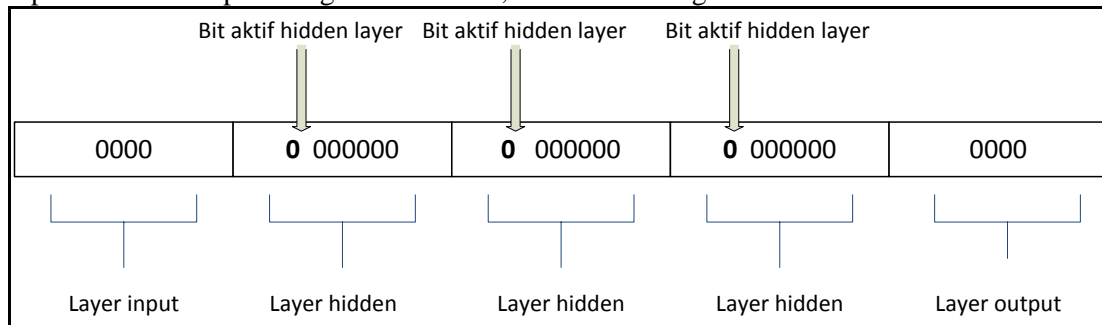 Bit aktif hidden layer Bit aktif hidden layer Bit aktif hidden layer
0000 0 000000 0 000000 0 000000 0000
Layer input Layer hidden Layer hidden Layer hidden Layer output